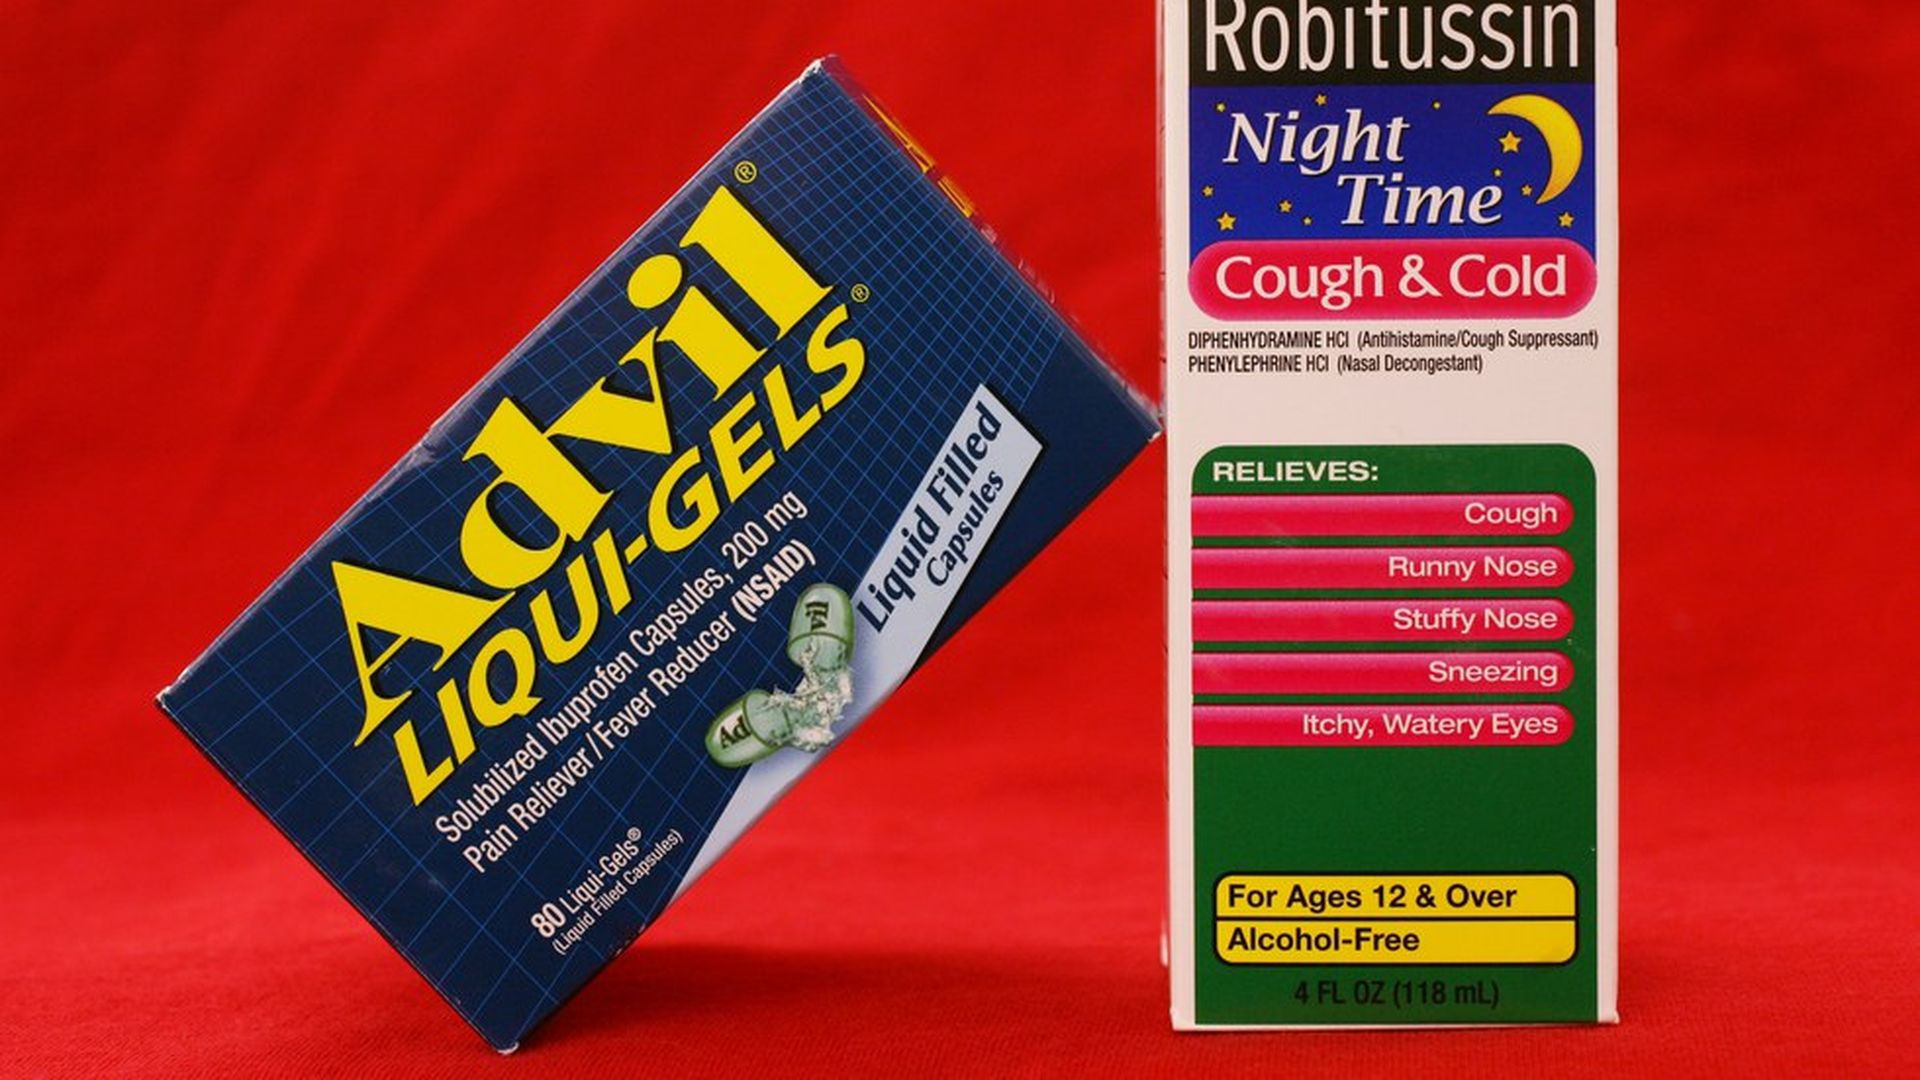 Advil®
LIQUI-GELS®
Solubilized Ibuprofen Capsules, 200 mg
Pain Reliever / Fever Reducer (NSAID)
Liquid Filled
Capsules
vil
Ad
80 Liqui-Gels®
(Liquid Filled Capsules)
Robitussin
Night
Time
Cough & Cold
DIPHENHYDRAMINE HCl (Antihistamine/Cough Suppressant)
PHENYLEPHRINE HCl (Nasal Decongestant)
RELIEVES:
Cough
Runny Nose
Stuffy Nose
Sneezing
Itchy, Watery Eyes
For Ages 12 & Over
Alcohol-Free
4 FL OZ (118 mL)